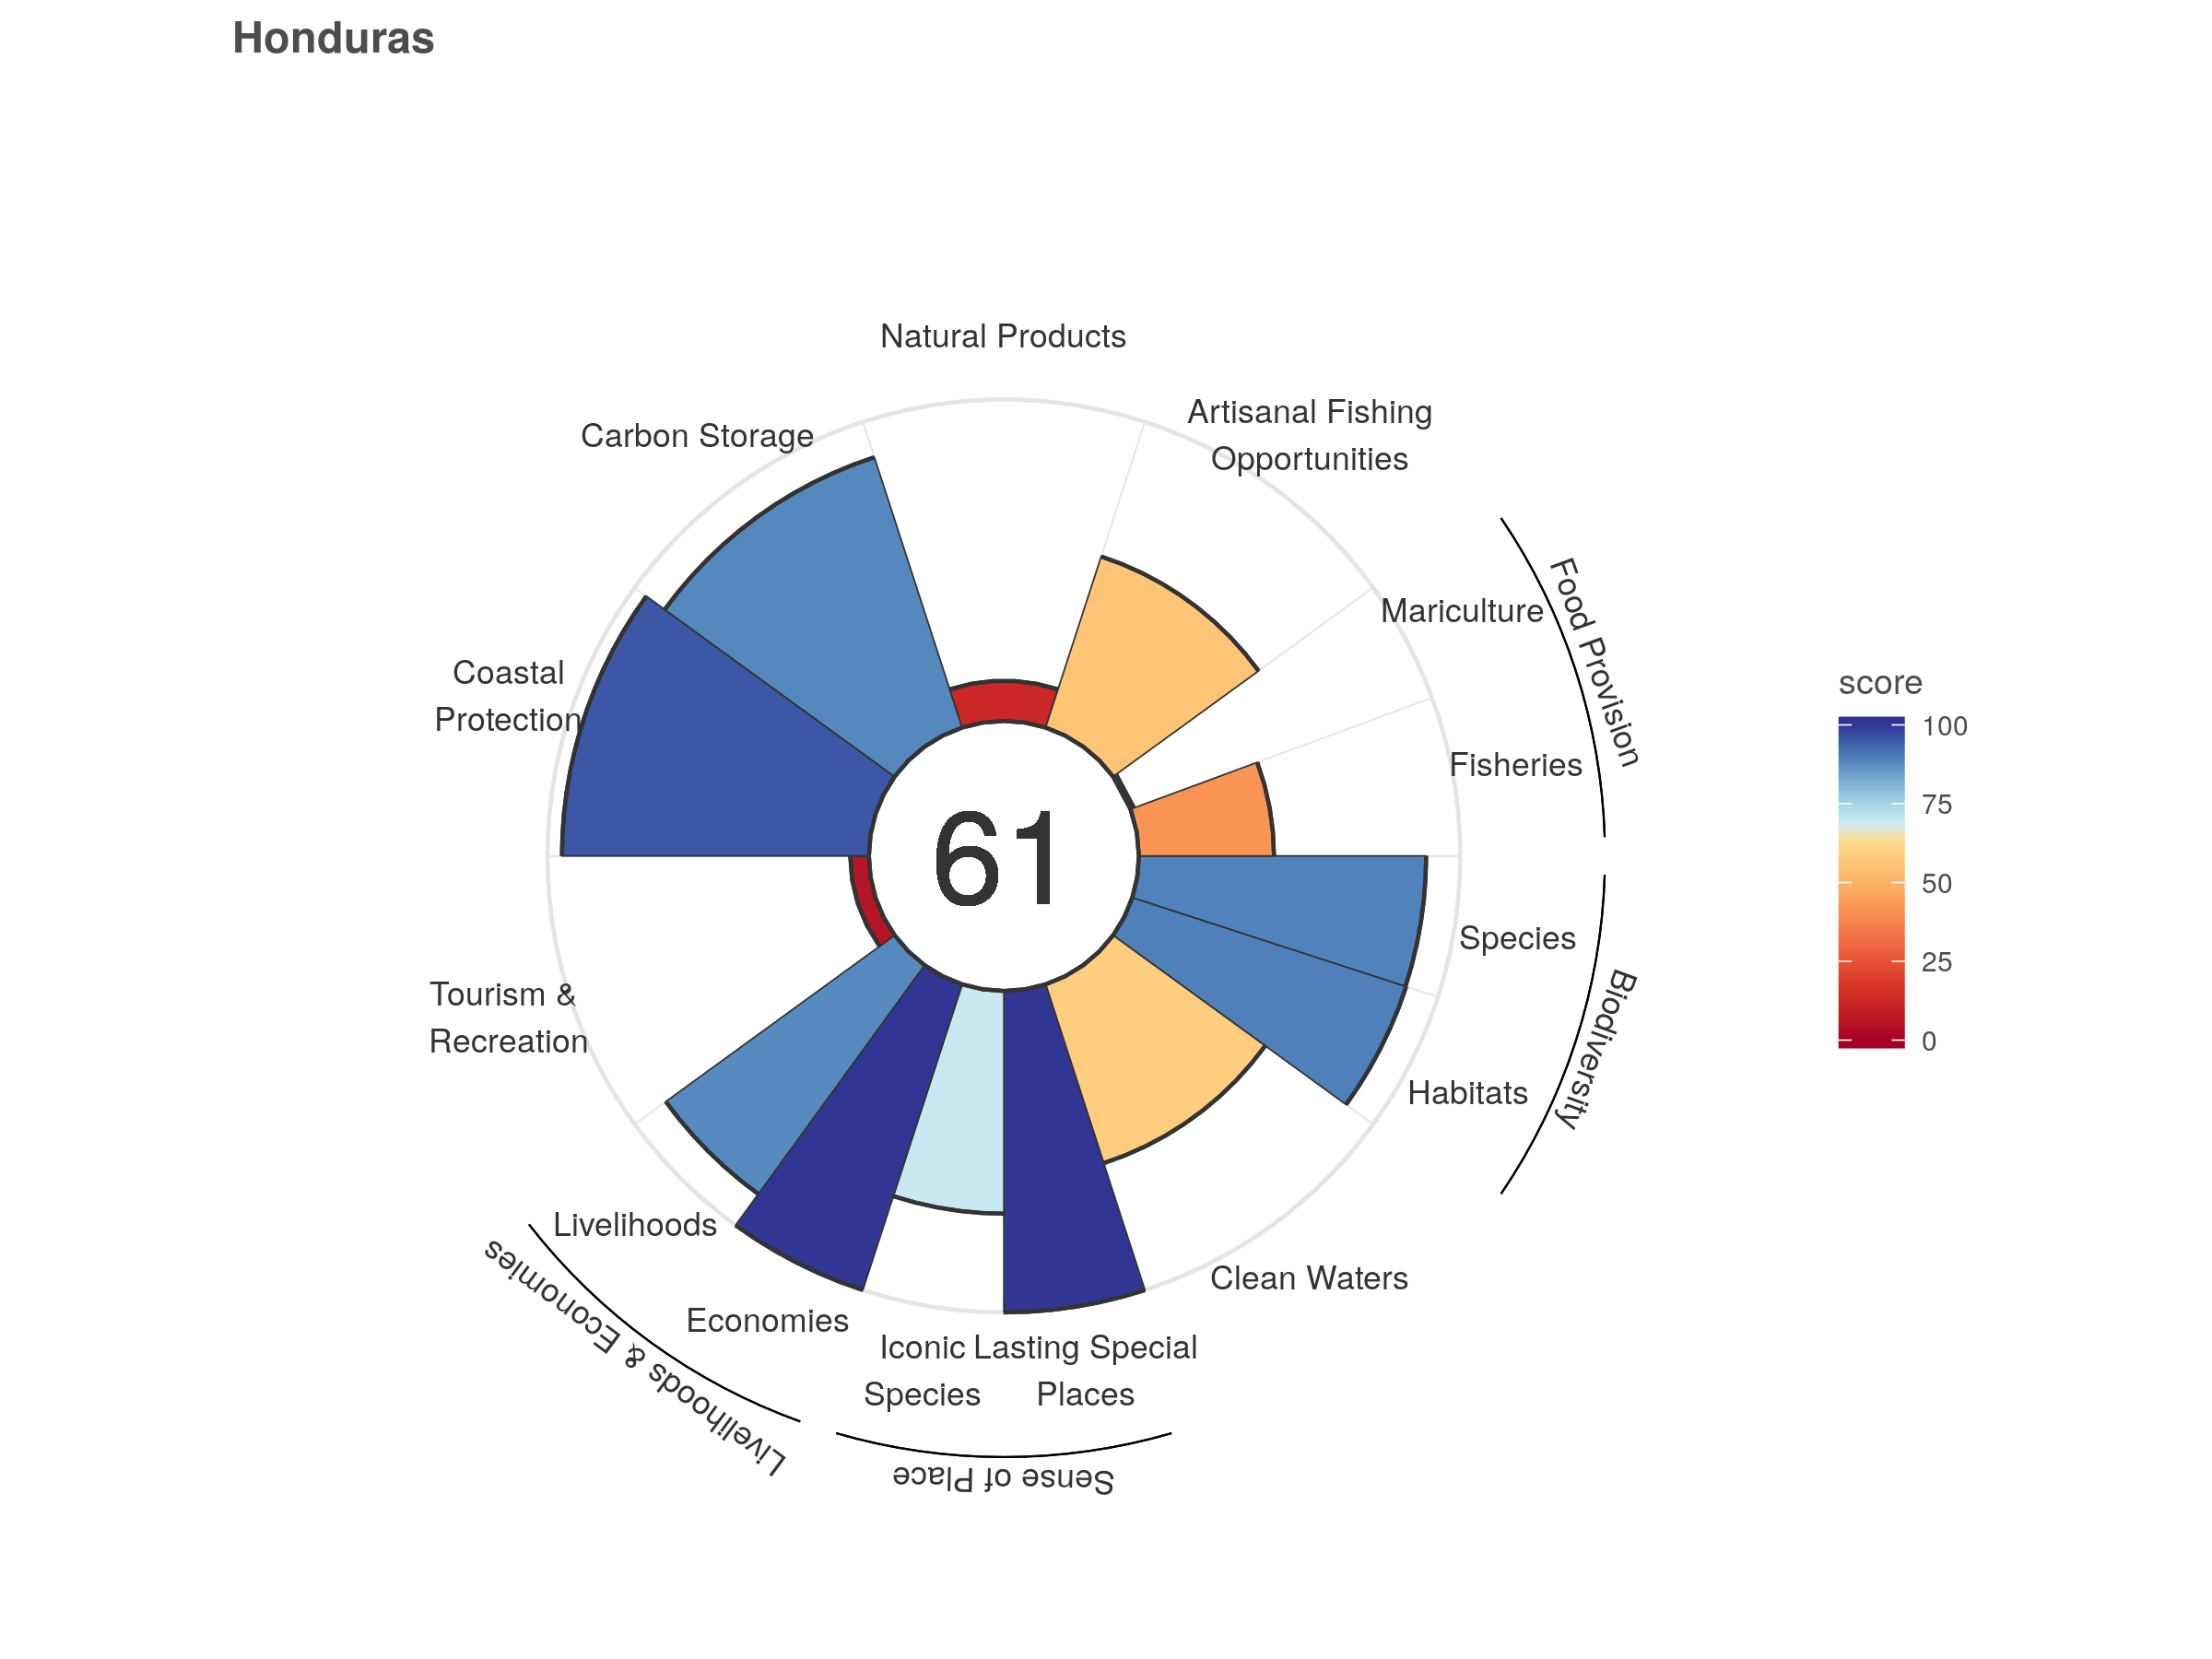 Honduras
Natural Products
Artisanal Fishing
Opportunities
Carbon Storage
Mariculture
Food Provision
Coastal
Protection
Fisheries
61
score
100
75
50
25
0
Species
Biodiversity
Tourism &
Recreation
Habitats
Livelihoods
Clean Waters
Economies
Livelihoods & Economies
Iconic
Species
Lasting Special
Places
Sense of Place